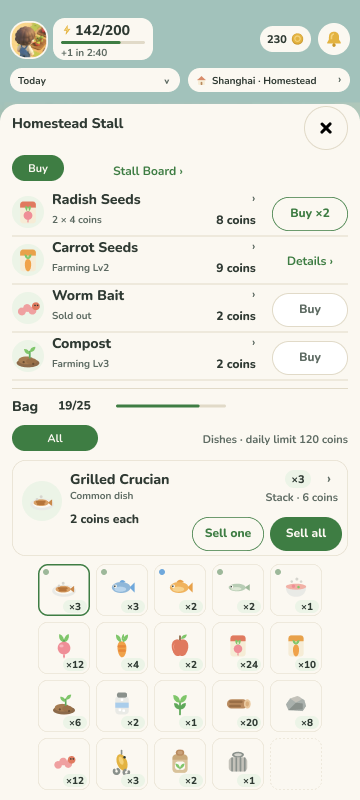 142/200
+1 in 2:40
230
Today
Shanghai · Homestead
Homestead Stall
Buy
Stall Board ›
Radish Seeds
2 × 4 coins
8 coins
Buy ×2
Carrot Seeds
Farming Lv2
9 coins
Details ›
Worm Bait
Sold out
2 coins
Buy
Compost
Farming Lv3
2 coins
Buy
Bag 19/25
All
Dishes · daily limit 120 coins
Grilled Crucian
×3
Common dish
Stack · 6 coins
2 coins each
Sell one
Sell all
×3 ×3 ×2 ×2 ×1
×12 ×4 ×2 ×24 ×10
×6 ×2 ×1 ×20 ×8
×12 ×3 ×2 ×1